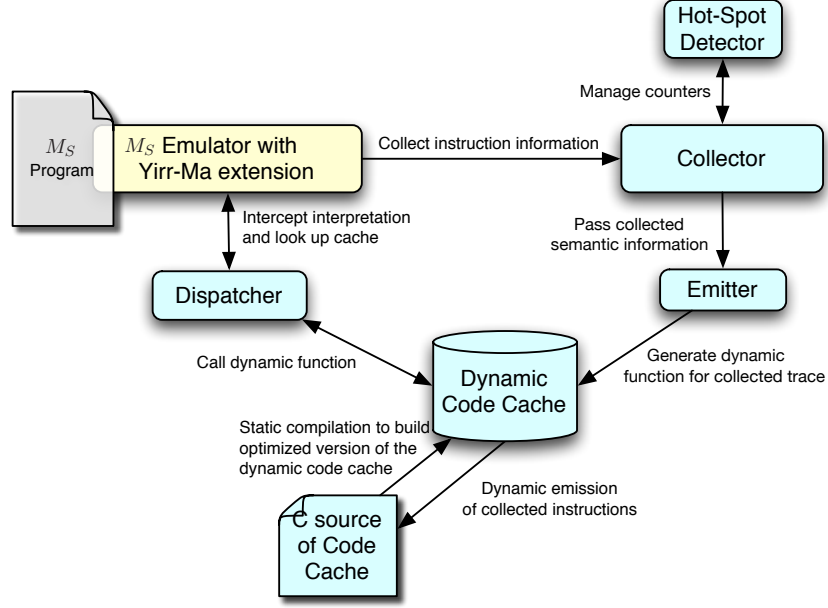 Hot-Spot
Detector
Manage counters
M_S
Program
M_S Emulator with
Yirr-Ma extension
Collect instruction information
Collector
Intercept interpretation
and look up cache
Pass collected
semantic information
Dispatcher
Emitter
Call dynamic function
Dynamic
Code Cache
Generate dynamic
function for collected trace
Static compilation to build
optimized version of the
dynamic code cache
Dynamic emission
of collected instructions
C source
of Code
Cache